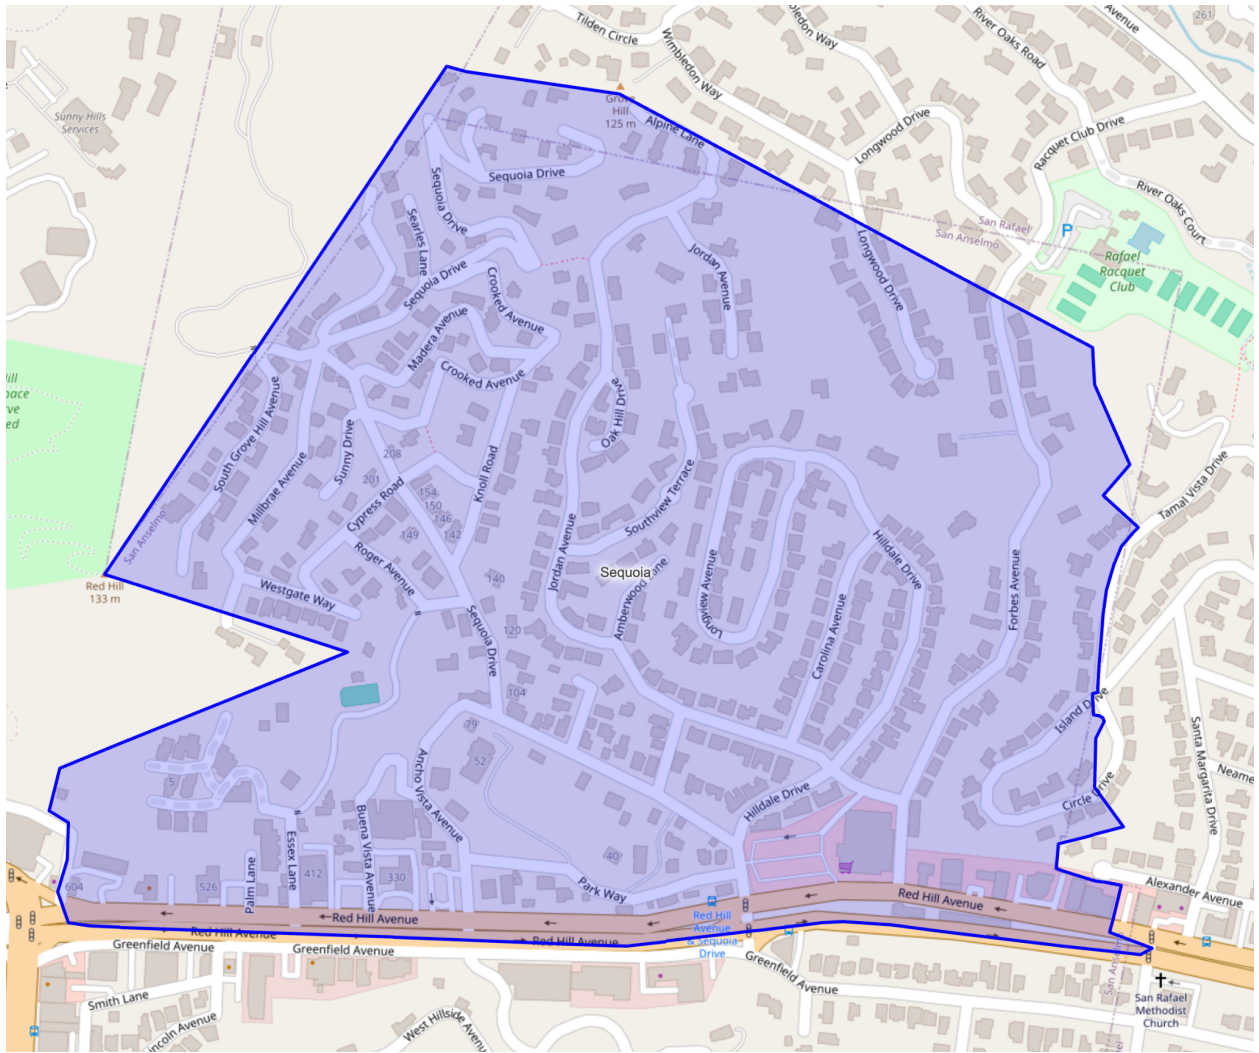 Tilden Circle
Wimbledon Way
River Oaks Road
Avenue
261
Sunny Hills
Services
Grove
Hill
125 m
Alpine Lane
Longwood Drive
Racquet Club Drive
River Oaks Court
Sequoia Drive
Sequoia Drive
Searles Lane
San Rafael
San Anselmo
P
Rafael
Racquet
Club
Jordan Avenue
Longwood Drive
Sequoia Drive
Crooked Avenue
Madera Avenue
Crooked Avenue
Oak Hill Drive
South Grove Hill Avenue
Sunny Drive
Millbrae Avenue
208
201
Knoll Road
Cypress Road
154
150
146
142
149
Southview Terrace
Tamal Vista Drive
San Anselmo
Red Hill
133 m
Roger Avenue
Westgate Way
140
120
104
Jordan Avenue
Sequoia
Amberwood Lane
Longview Avenue
Hilldale Drive
Carolina Avenue
Forbes Avenue
Sequoia Drive
79
52
Island Drive
Circle Drive
Santa Margarita Drive
5
Ancho Vista Avenue
Buena Vista Avenue
Hilldale Drive
Essex Lane
Palm Lane
604
526
412
330
40
Park Way
Alexander Avenue
Red Hill Avenue
Red Hill Avenue
Red Hill Avenue
Red Hill Avenue
Red Hill
Avenue
& Sequoia
Drive
Greenfield Avenue
Greenfield Avenue
Greenfield Avenue
Smith Lane
West Hillside Avenu
San Rafael
Methodist
Church